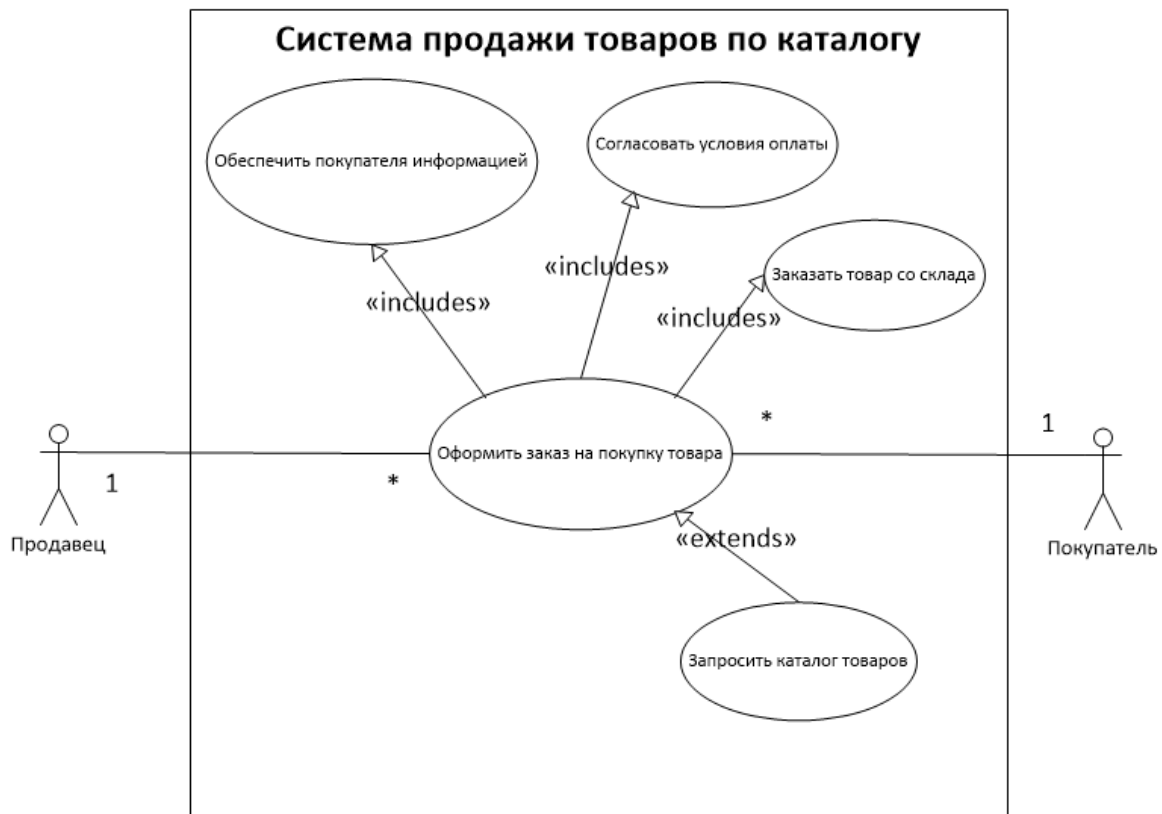 Система продажи товаров по каталогу
Обеспечить покупателя информацией
Согласовать условия оплаты
Заказать товар со склада
«includes»
«includes»
«includes»
Оформить заказ на покупку товара
*
1
1
*
Продавец
Покупатель
«extends»
Запросить каталог товаров